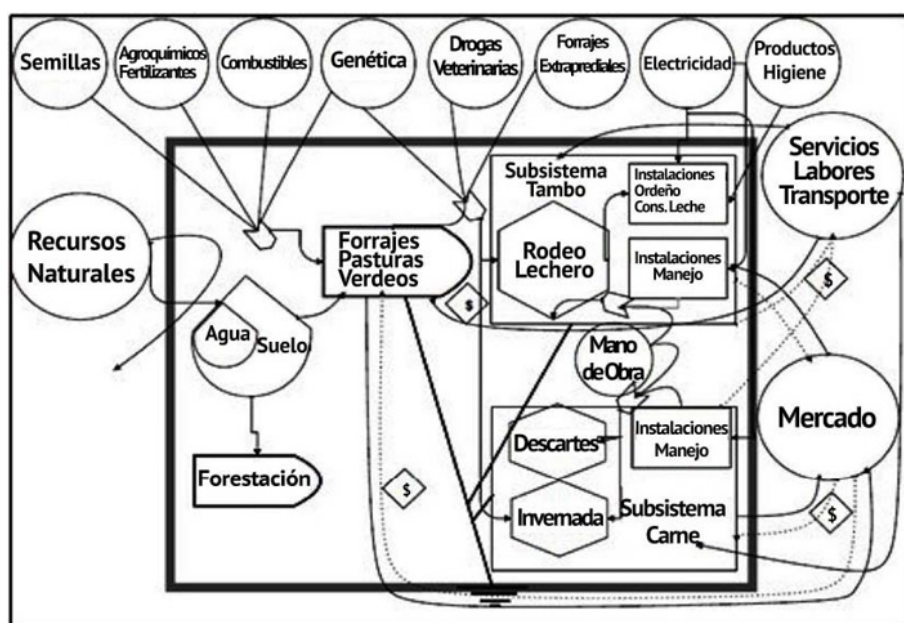 Semillas
Agroquímicos
Fertilizantes
Combustibles
Genética
Drogas
Veterinarias
Forrajes
Extraprediales
Electricidad
Productos
Higiene
Servicios
Labores
Transporte
Recursos
Naturales
Forrajes
Pasturas
Verdeos
Subsistema
Tambo
Instalaciones
Ordeño
Cons. Leche
Rodeo
Lechero
Instalaciones
Manejo
$
$
Agua
Suelo
Mano
de Obra
Mercado
Forestación
Descartes
Instalaciones
Manejo
$
Invernada
Subsistema
Carne
$